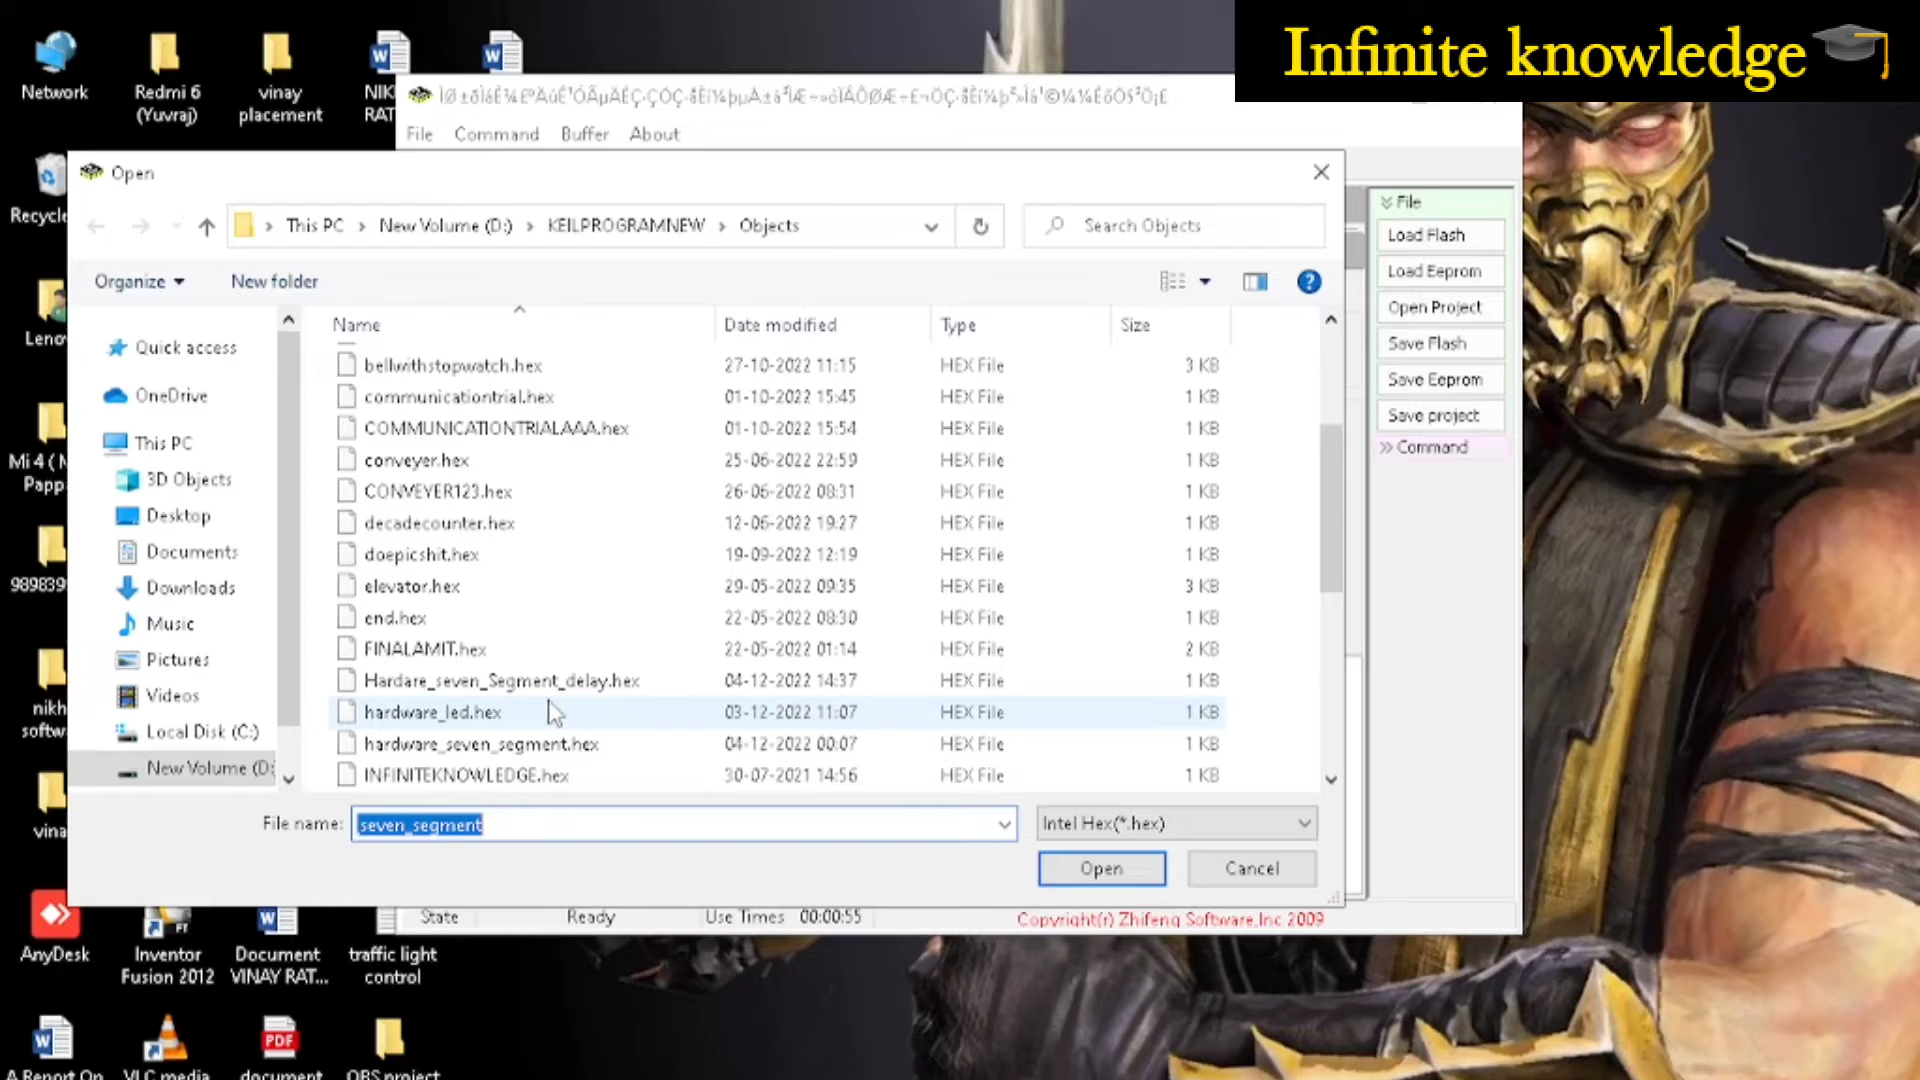 Infinite knowledge
Network
Redmi 6
(Yuvraj)
vinay
placement
NIK
RAT
File Command Buffer About
Open
This PC > New Volume (D:) > KEILPROGRAMNEW > Objects
Search Objects
Organize
New folder
Name Date modified Type Size
bellwithstopwatch.hex 27-10-2022 11:15 HEX File 3 KB
communicationtrial.hex 01-10-2022 15:45 HEX File 1 KB
COMMUNICATIONTRIALAAA.hex 01-10-2022 15:54 HEX File 1 KB
conveyer.hex 25-06-2022 22:59 HEX File 1 KB
CONVEYER123.hex 26-06-2022 08:31 HEX File 1 KB
decadecounter.hex 12-06-2022 19:27 HEX File 1 KB
doepicshit.hex 19-09-2022 12:19 HEX File 1 KB
elevator.hex 29-05-2022 09:35 HEX File 3 KB
end.hex 22-05-2022 08:30 HEX File 1 KB
FINALAMIT.hex 22-05-2022 01:14 HEX File 2 KB
Hardare_seven_Segment_delay.hex 04-12-2022 14:37 HEX File 1 KB
hardware_led.hex 03-12-2022 11:07 HEX File 1 KB
hardware_seven_segment.hex 04-12-2022 00:07 HEX File 1 KB
INFINITEKNOWLEDGE.hex 30-07-2021 14:56 HEX File 1 KB
Quick access
OneDrive
This PC
3D Objects
Desktop
Documents
Downloads
Music
Pictures
Videos
Local Disk (C:)
New Volume (D:
File name: seven_segment
Intel Hex(*.hex)
Open
Cancel
File
Load Flash
Load Eeprom
Open Project
Save Flash
Save Eeprom
Save project
Command
State Ready Use Times 00:00:55
Copyright(r) Zhifeng Software,Inc 2009
Recycle
Leno
Mi 4 ( M
Papp
989839
nikh
softw
vina
AnyDesk
Inventor
Fusion 2012
Document
VINAY RAT...
traffic light
control
A Report On
VLC media
PDF
document
OBS project